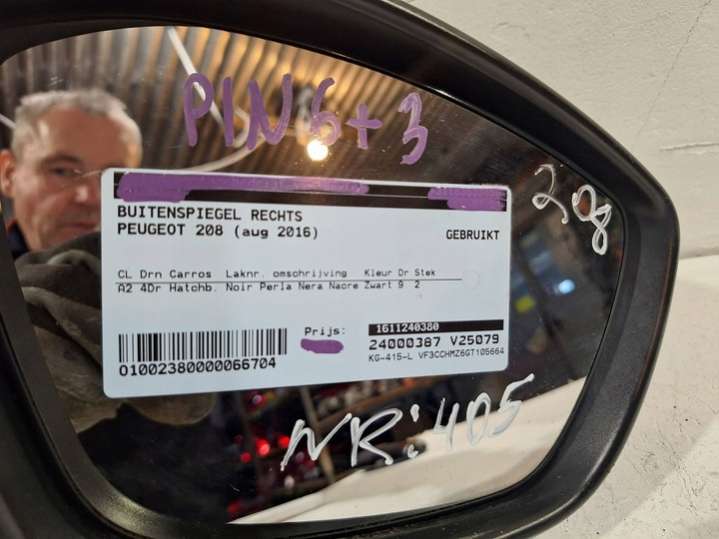 PIN 6+3
208
BUITENSPIEGEL RECHTS
PEUGEOT 208 (aug 2016)
GEBRUIKT
CL Drn Carros Laknr. omschrijving Kleur Dr Stek
A2 4Dr Hatchb. Noir Perla Nera Nacre Zwart 9 2
Prijs:
1611240380
24000387 V25079
KG-415-L VF3CCHMZ6GT105664
01002380000066704
NR: 405